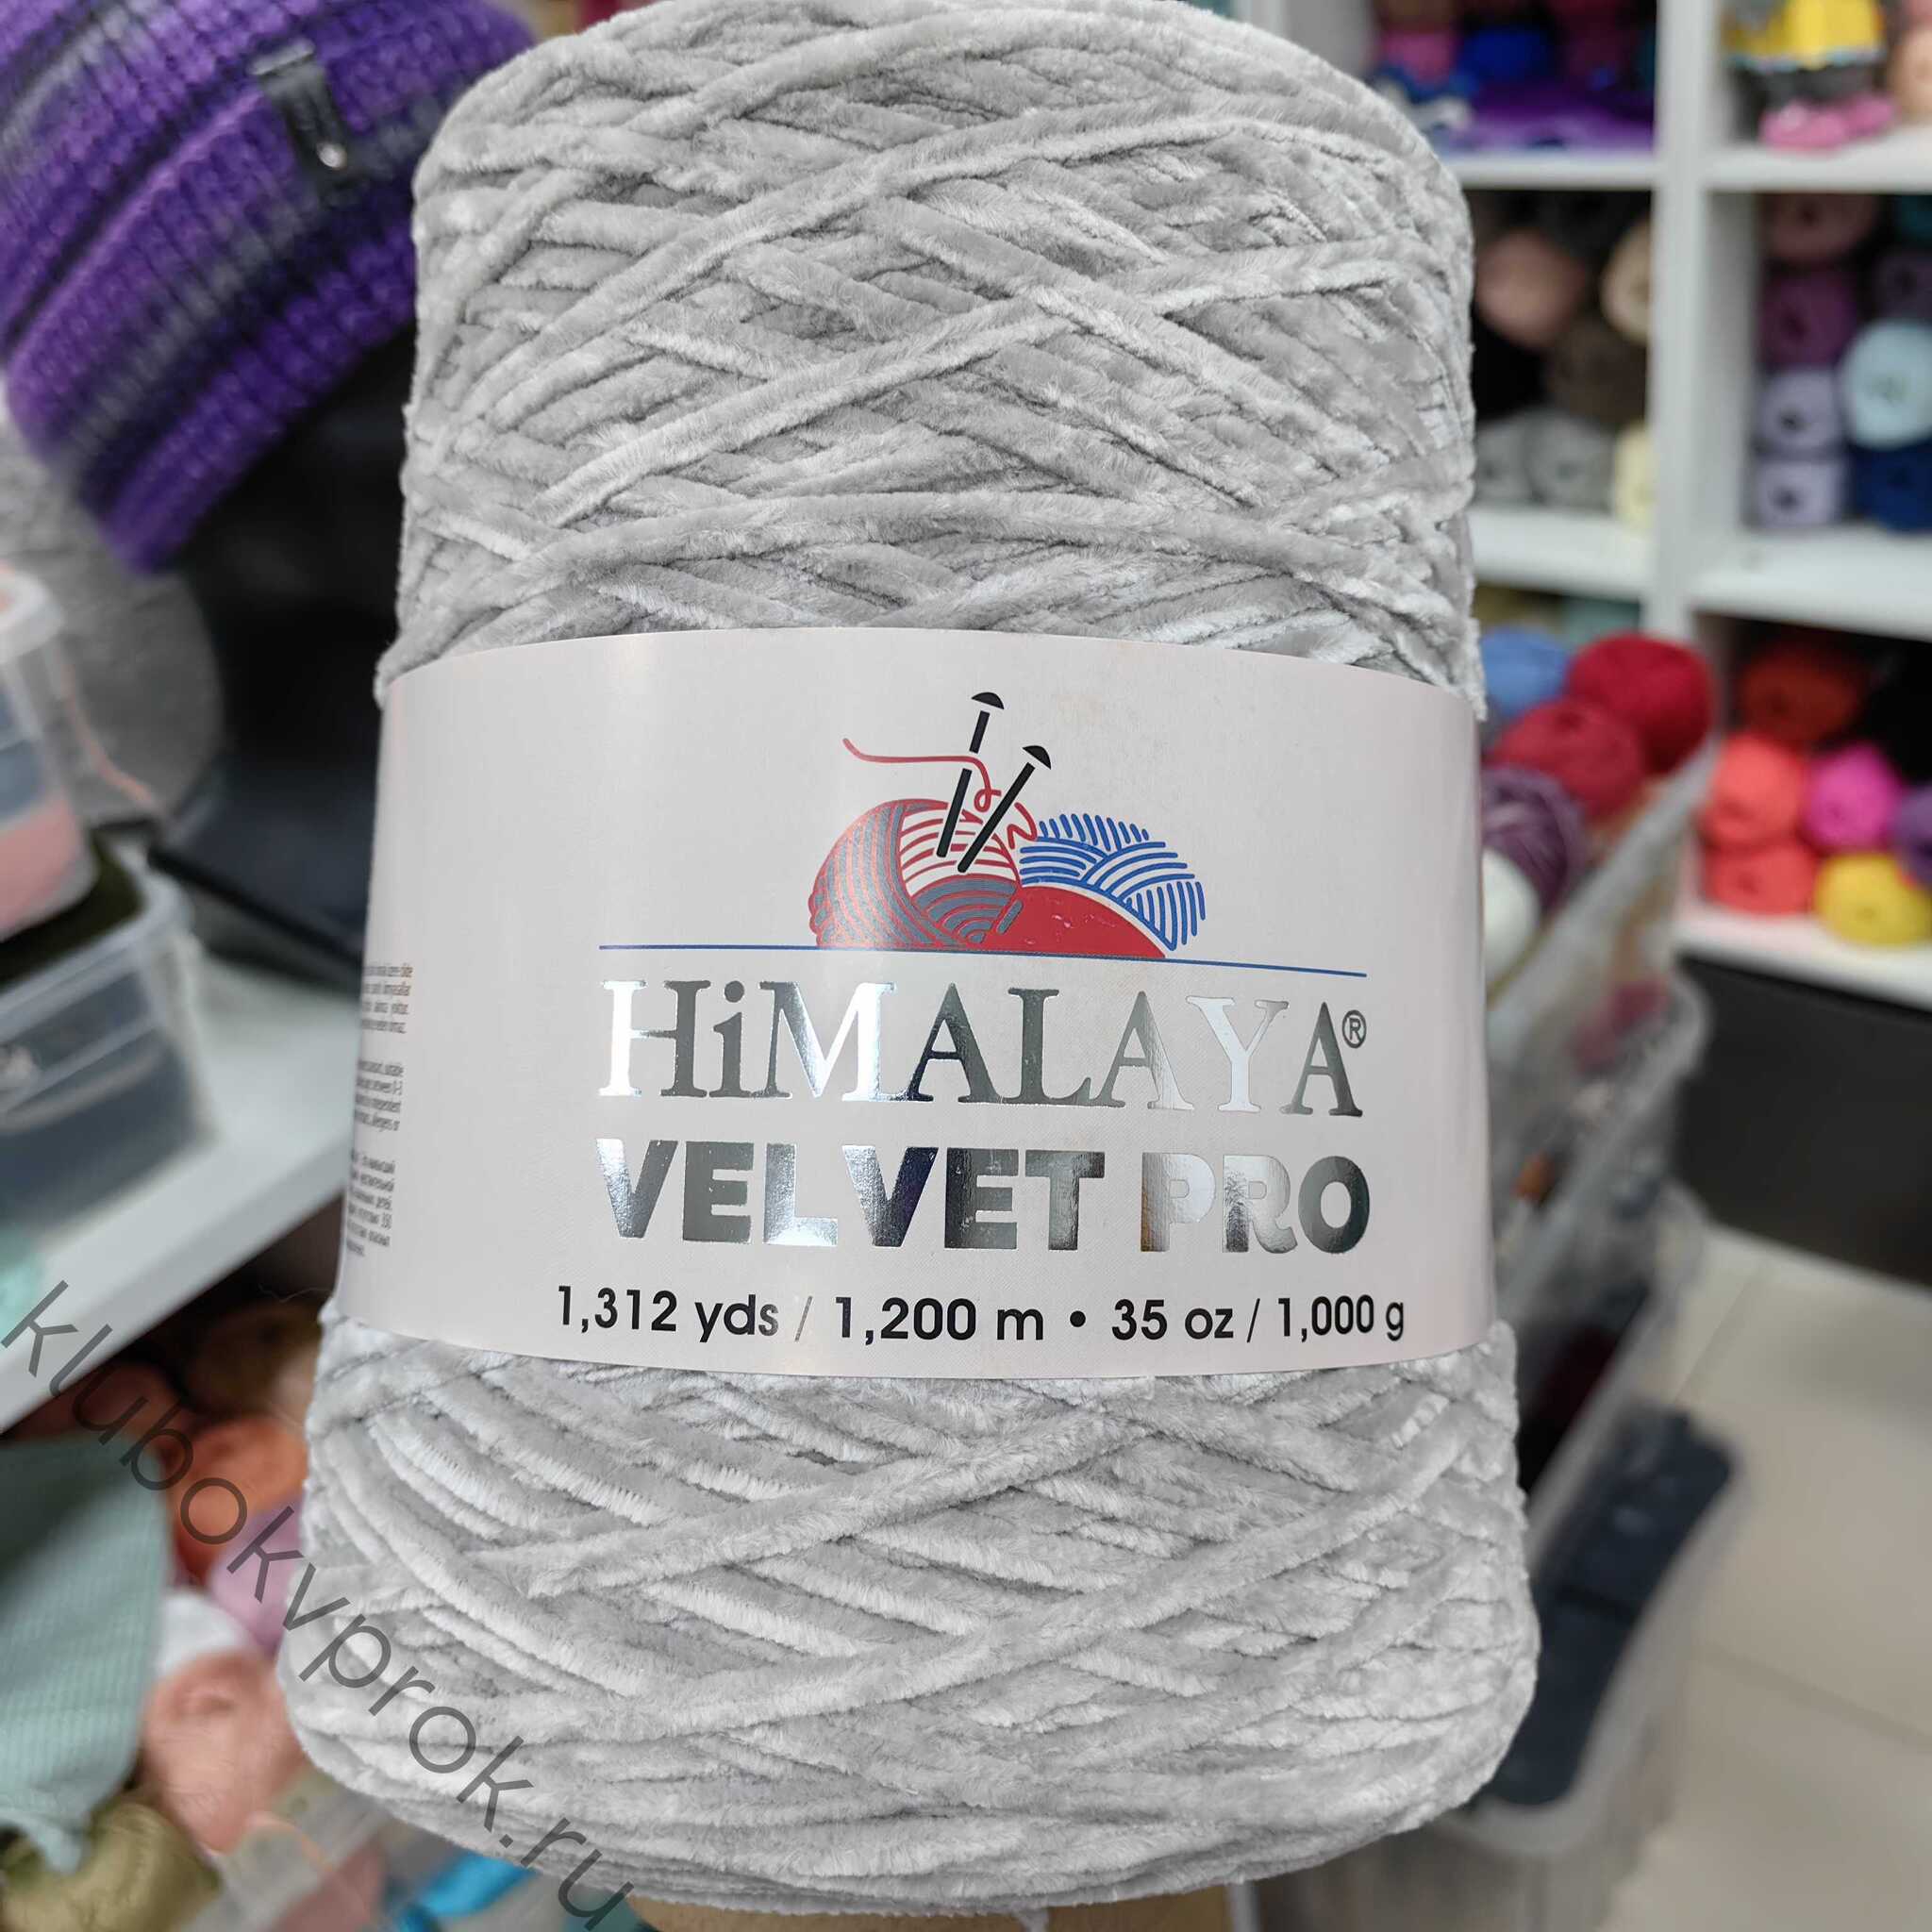 HiMALAYA®
VELVET PRO
1,312 yds / 1,200 m • 35 oz / 1,000 g
klubokvprok.ru